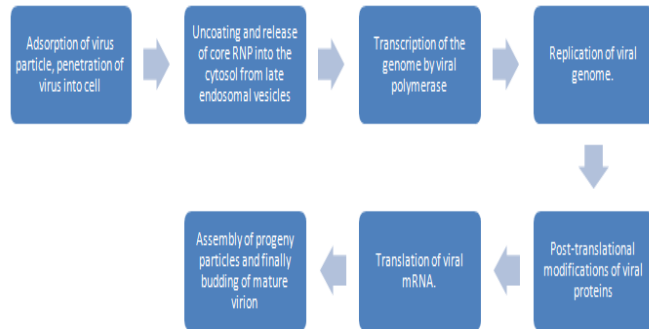 Adsorption of virus
particle, penetration of
virus into cell
Uncoating and release
of core RNP into the
cytosol from late
endosomal vesicles
Transcription of the
genome by viral
polymerase
Replication of viral
genome.
Post-translational
modifications of viral
proteins
Translation of viral
mRNA.
Assembly of progeny
particles and finally
budding of mature
virion